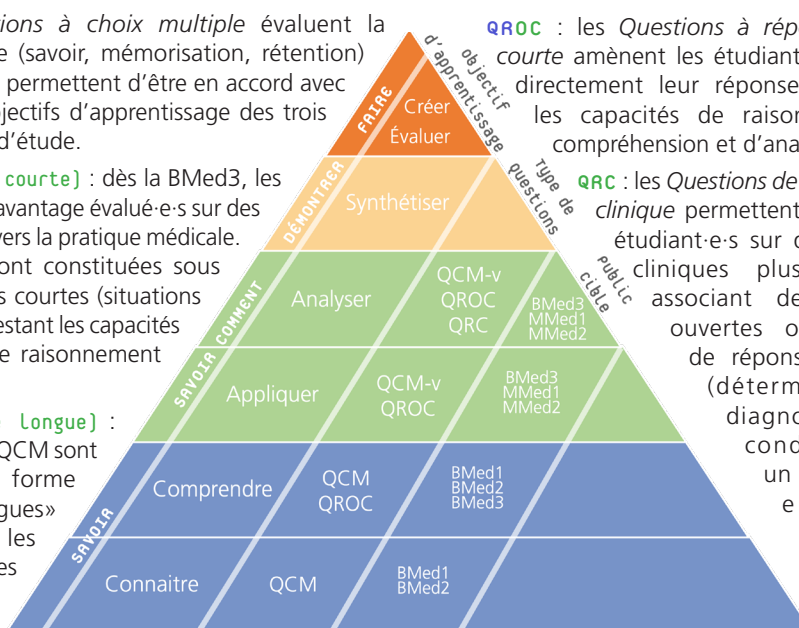 tions à choix multiple évaluent la
e (savoir, mémorisation, rétention)
permettent d'être en accord avec
jectifs d'apprentissage des trois
d'étude.
courte) : dès la BMed3, les
avantage évalué·e·s sur des
vers la pratique médicale.
ont constituées sous
s courtes (situations
estant les capacités
e raisonnement
longue) :
QCM sont
forme
gues»
les
es
QROC : les Questions à rép
courte amènent les étudiant
directement leur réponse
les capacités de raison
compréhension et d'ana
QRC : les Questions de
clinique permettent
étudiant·e·s sur d
cliniques plus
associant de
ouvertes o
de répons
(déterm
diagno
cond
un
e
objectif
d'apprentissage
Type de
questions
public
cible
FAIRE
Créer
Évaluer
DÉMONTRER
Synthétiser
SAVOIR COMMENT
Analyser
QCM-v
QROC
QRC
BMed3
MMed1
MMed2
Appliquer
QCM-v
QROC
BMed3
MMed1
MMed2
SAVOIR
Comprendre
QCM
QROC
BMed1
BMed2
BMed3
Connaitre
QCM
BMed1
BMed2